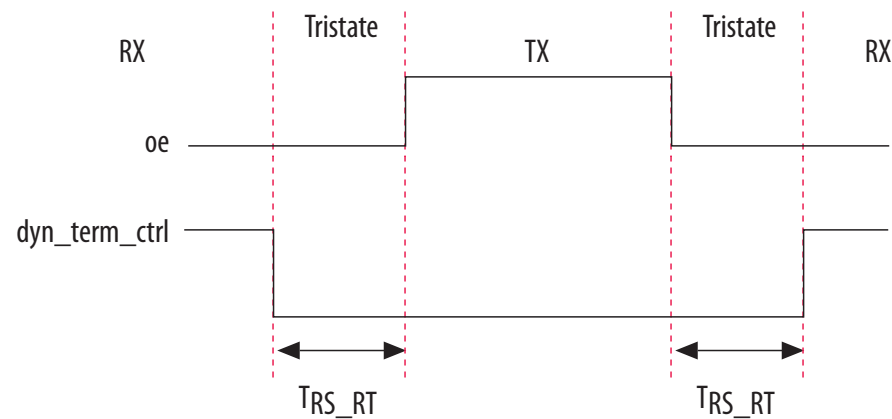 Tristate
Tristate
RX
TX
RX
oe
dyn_term_ctrl
TRS_RT
TRS_RT